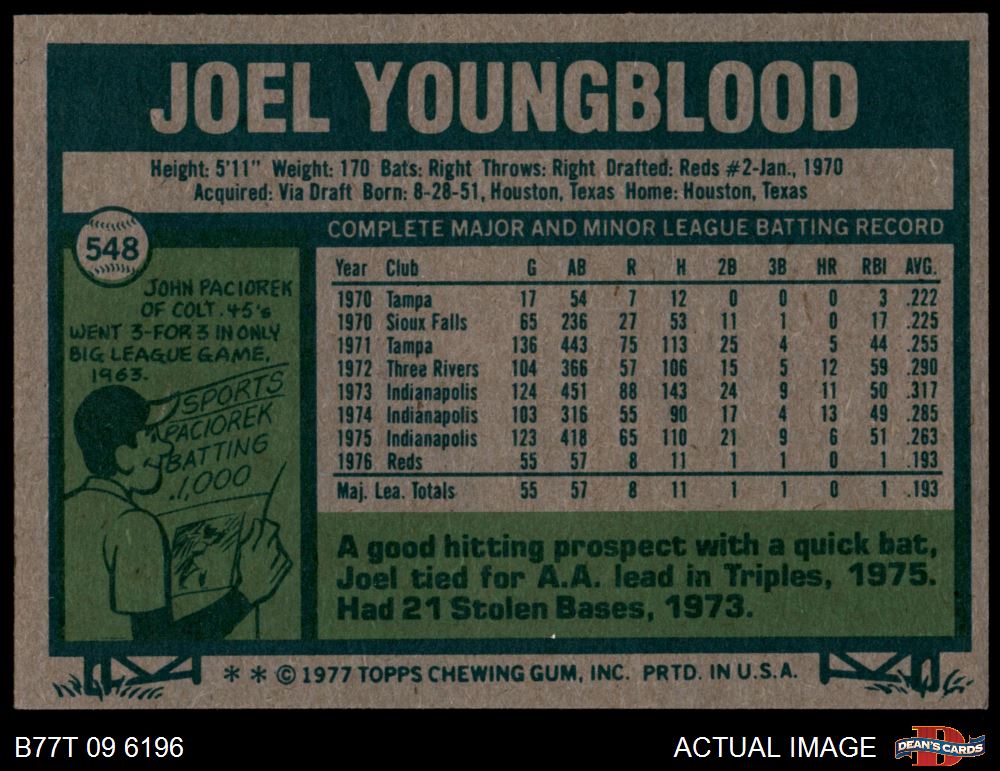 JOEL YOUNGBLOOD
Height: 5'11" Weight: 170 Bats: Right Throws: Right Drafted: Reds #2-Jan., 1970
Acquired: Via Draft Born: 8-28-51, Houston, Texas Home: Houston, Texas
548
JOHN PACIOREK
OF COLT .45's
WENT 3-FOR 3 IN ONLY
BIG LEAGUE GAME,
1963.
SPORTS
PACIOREK
BATTING
1,000
COMPLETE MAJOR AND MINOR LEAGUE BATTING RECORD
Year Club G AB R H 2B 3B HR RBI AVG.
1970 Tampa 17 54 7 12 0 0 0 3 .222
1970 Sioux Falls 65 236 27 53 11 1 0 17 .225
1971 Tampa 136 443 75 113 25 4 5 44 .255
1972 Three Rivers 104 366 57 106 15 5 12 59 .290
1973 Indianapolis 124 451 88 143 24 9 11 50 .317
1974 Indianapolis 103 316 55 90 17 4 13 49 .285
1975 Indianapolis 123 418 65 110 21 9 6 51 .263
1976 Reds 55 57 8 11 1 1 0 1 .193
Maj. Lea. Totals 55 57 8 11 1 1 0 1 .193
A good hitting prospect with a quick bat,
Joel tied for A.A. lead in Triples, 1975.
Had 21 Stolen Bases, 1973.
** © 1977 TOPPS CHEWING GUM, INC. PRTD. IN U.S.A.
B77T 09 6196
ACTUAL IMAGE
D
DEAN'S CARDS